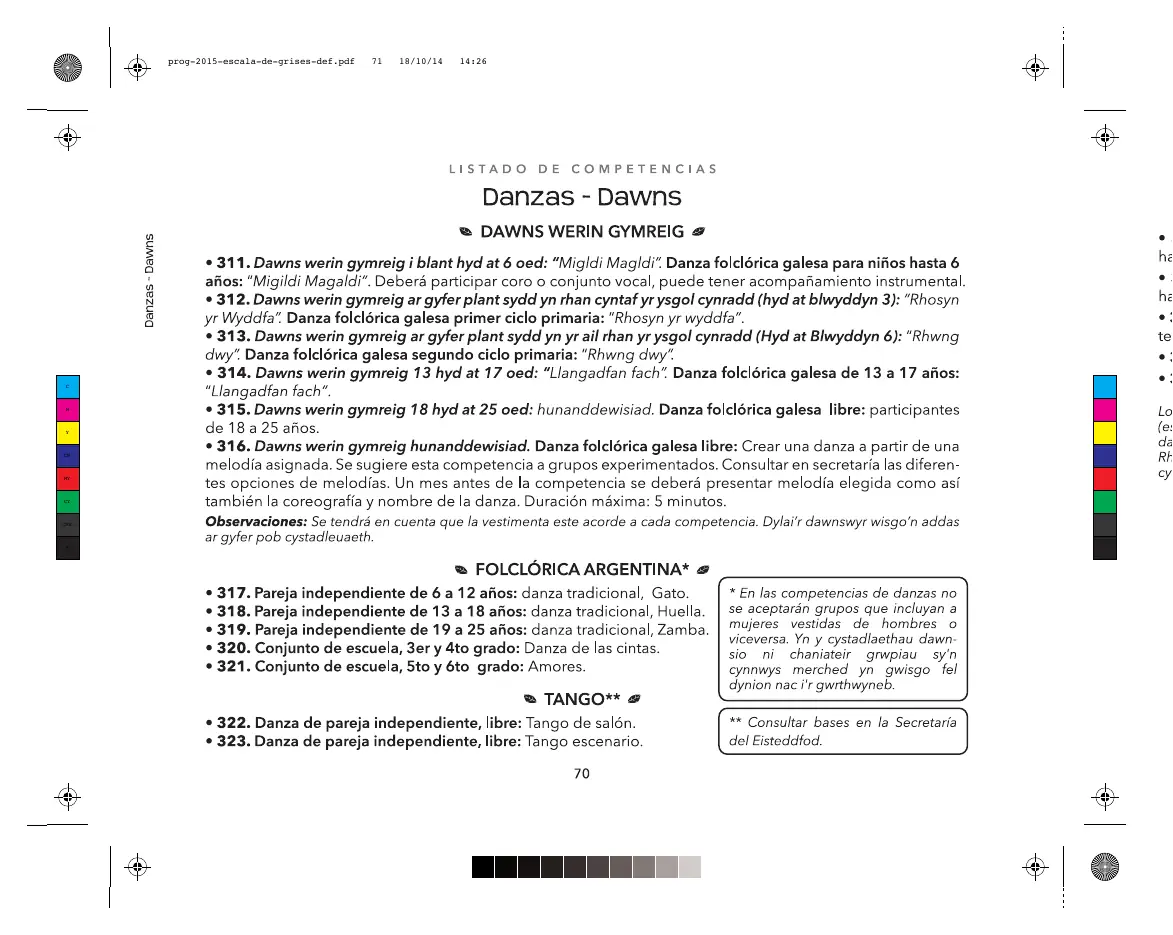 prog-2015-escala-de-grises-def.pdf 71 18/10/14 14:26
LISTADO DE COMPETENCIAS
Danzas - Dawns
Danzas - Dawns
DAWNS WERIN GYMREIG
• 311. Dawns werin gymreig i blant hyd at 6 oed: “Migldi Magldi”. Danza folclórica galesa para niños hasta 6
años: “Migildi Magaldi”. Deberá participar coro o conjunto vocal, puede tener acompañamiento instrumental.
• 312. Dawns werin gymreig ar gyfer plant sydd yn rhan cyntaf yr ysgol cynradd (hyd at blwyddyn 3): “Rhosyn
yr Wyddfa”. Danza folclórica galesa primer ciclo primaria: “Rhosyn yr wyddfa”.
• 313. Dawns werin gymreig ar gyfer plant sydd yn yr ail rhan yr ysgol cynradd (Hyd at Blwyddyn 6): “Rhwng
dwy”. Danza folclórica galesa segundo ciclo primaria: “Rhwng dwy”.
• 314. Dawns werin gymreig 13 hyd at 17 oed: “Llangadfan fach”. Danza folclórica galesa de 13 a 17 años:
“Llangadfan fach”.
• 315. Dawns werin gymreig 18 hyd at 25 oed: hunanddewisiad. Danza folclórica galesa libre: participantes
de 18 a 25 años.
• 316. Dawns werin gymreig hunanddewisiad. Danza folclórica galesa libre: Crear una danza a partir de una
melodía asignada. Se sugiere esta competencia a grupos experimentados. Consultar en secretaría las diferen-
tes opciones de melodías. Un mes antes de la competencia se deberá presentar melodía elegida como así
también la coreografía y nombre de la danza. Duración máxima: 5 minutos.
Observaciones: Se tendrá en cuenta que la vestimenta este acorde a cada competencia. Dylai’r dawnswyr wisgo’n addas
ar gyfer pob cystadleuaeth.
FOLCLÓRICA ARGENTINA*
• 317. Pareja independiente de 6 a 12 años: danza tradicional, Gato.
• 318. Pareja independiente de 13 a 18 años: danza tradicional, Huella.
• 319. Pareja independiente de 19 a 25 años: danza tradicional, Zamba.
• 320. Conjunto de escuela, 3er y 4to grado: Danza de las cintas.
• 321. Conjunto de escuela, 5to y 6to grado: Amores.
* En las competencias de danzas no
se aceptarán grupos que incluyan a
mujeres vestidas de hombres o
viceversa. Yn y cystadlaethau dawn-
sio ni chaniateir grwpiau sy'n
cynnwys merched yn gwisgo fel
dynion nac i'r gwrthwyneb.
TANGO**
• 322. Danza de pareja independiente, libre: Tango de salón.
• 323. Danza de pareja independiente, libre: Tango escenario.
** Consultar bases en la Secretaría
del Eisteddfod.
70
ha
ha
te
Lo
(es
da
Rh
cy